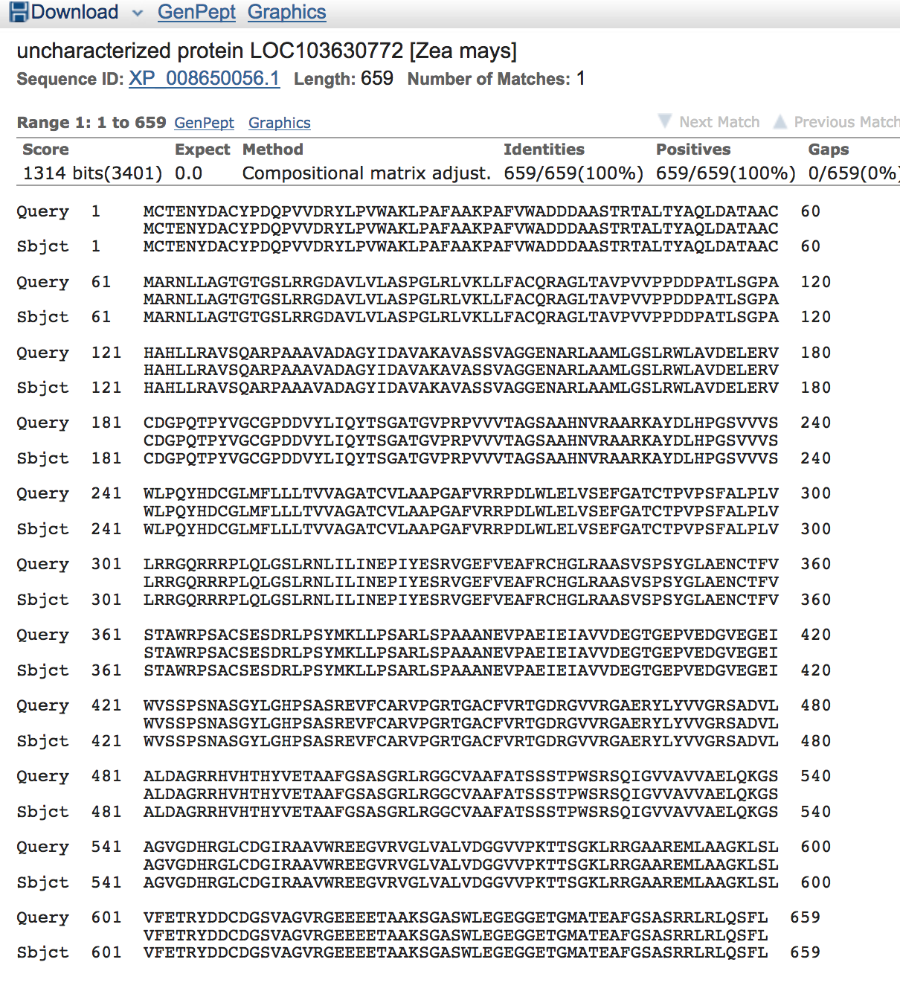 Download GenPept Graphics
uncharacterized protein LOC103630772 [Zea mays]
Sequence ID: XP_008650056.1 Length: 659 Number of Matches: 1
Range 1: 1 to 659 GenPept Graphics Next Match Previous Match
Score Expect Method Identities Positives Gaps
1314 bits(3401) 0.0 Compositional matrix adjust. 659/659(100%) 659/659(100%) 0/659(0%)
Query 1 MCTENYDACYPDQPVVDRYLPVWAKLPAFAAKPAFVWADDDAASTRTALTYAQLDATAAC 60
MCTENYDACYPDQPVVDRYLPVWAKLPAFAAKPAFVWADDDAASTRTALTYAQLDATAAC
Sbjct 1 MCTENYDACYPDQPVVDRYLPVWAKLPAFAAKPAFVWADDDAASTRTALTYAQLDATAAC 60
Query 61 MARNLLAGTGTGSLRRGDAVLVLASPGLRLVKLLFACQRAGLTAVPVVPPDDPATLSGPA 120
MARNLLAGTGTGSLRRGDAVLVLASPGLRLVKLLFACQRAGLTAVPVVPPDDPATLSGPA
Sbjct 61 MARNLLAGTGTGSLRRGDAVLVLASPGLRLVKLLFACQRAGLTAVPVVPPDDPATLSGPA 120
Query 121 HAHLLRAVSQARPAAAVADAGYIDAVAKAVASSVAGGENARLAAMLGSLRWLAVDELERV 180
HAHLLRAVSQARPAAAVADAGYIDAVAKAVASSVAGGENARLAAMLGSLRWLAVDELERV
Sbjct 121 HAHLLRAVSQARPAAAVADAGYIDAVAKAVASSVAGGENARLAAMLGSLRWLAVDELERV 180
Query 181 CDGPQTPYVGCGPDDVYLIQYTSGATGVPRPVVVTAGSAAHNVRAARKAYDLHPGSVVVS 240
CDGPQTPYVGCGPDDVYLIQYTSGATGVPRPVVVTAGSAAHNVRAARKAYDLHPGSVVVS
Sbjct 181 CDGPQTPYVGCGPDDVYLIQYTSGATGVPRPVVVTAGSAAHNVRAARKAYDLHPGSVVVS 240
Query 241 WLPQYHDCGLMFLLLTVVAGATCVLAAPGAFVRRPDLWLELVSEFGATCTPVPSFALPLV 300
WLPQYHDCGLMFLLLTVVAGATCVLAAPGAFVRRPDLWLELVSEFGATCTPVPSFALPLV
Sbjct 241 WLPQYHDCGLMFLLLTVVAGATCVLAAPGAFVRRPDLWLELVSEFGATCTPVPSFALPLV 300
Query 301 LRRGQRRRPLQLGSLRNLILINEPIYESRVGEFVEAFRCHGLRAASVSPSYGLAENCTFV 360
LRRGQRRRPLQLGSLRNLILINEPIYESRVGEFVEAFRCHGLRAASVSPSYGLAENCTFV
Sbjct 301 LRRGQRRRPLQLGSLRNLILINEPIYESRVGEFVEAFRCHGLRAASVSPSYGLAENCTFV 360
Query 361 STAWRPSACSESDRLPSYMKLLPSARLSPAAANEVPAEIEIAVVDEGTGEPVEDGVEGEI 420
STAWRPSACSESDRLPSYMKLLPSARLSPAAANEVPAEIEIAVVDEGTGEPVEDGVEGEI
Sbjct 361 STAWRPSACSESDRLPSYMKLLPSARLSPAAANEVPAEIEIAVVDEGTGEPVEDGVEGEI 420
Query 421 WVSSPSNASGYLGHPSASREVFCARVPGRTGACFVRTGDRGVVRGAERYLYVVGRSADVL 480
WVSSPSNASGYLGHPSASREVFCARVPGRTGACFVRTGDRGVVRGAERYLYVVGRSADVL
Sbjct 421 WVSSPSNASGYLGHPSASREVFCARVPGRTGACFVRTGDRGVVRGAERYLYVVGRSADVL 480
Query 481 ALDAGRRHVHTHYVETAAFGSASGRLRGGCVAAFATSSSTPWSRSQIGVVAVVAELQKGS 540
ALDAGRRHVHTHYVETAAFGSASGRLRGGCVAAFATSSSTPWSRSQIGVVAVVAELQKGS
Sbjct 481 ALDAGRRHVHTHYVETAAFGSASGRLRGGCVAAFATSSSTPWSRSQIGVVAVVAELQKGS 540
Query 541 AGVGDHRGLCDGIRAAVWREEGVRVGLVALVDGGVVPKTTSGKLRRGAAREMLAAGKLSL 600
AGVGDHRGLCDGIRAAVWREEGVRVGLVALVDGGVVPKTTSGKLRRGAAREMLAAGKLSL
Sbjct 541 AGVGDHRGLCDGIRAAVWREEGVRVGLVALVDGGVVPKTTSGKLRRGAAREMLAAGKLSL 600
Query 601 VFETRYDDCDGSVAGVRGEEEETAAKSGASWLEGEGGETGMATEAFGSASRRLRLQSFL 659
VFETRYDDCDGSVAGVRGEEEETAAKSGASWLEGEGGETGMATEAFGSASRRLRLQSFL
Sbjct 601 VFETRYDDCDGSVAGVRGEEEETAAKSGASWLEGEGGETGMATEAFGSASRRLRLQSFL 659